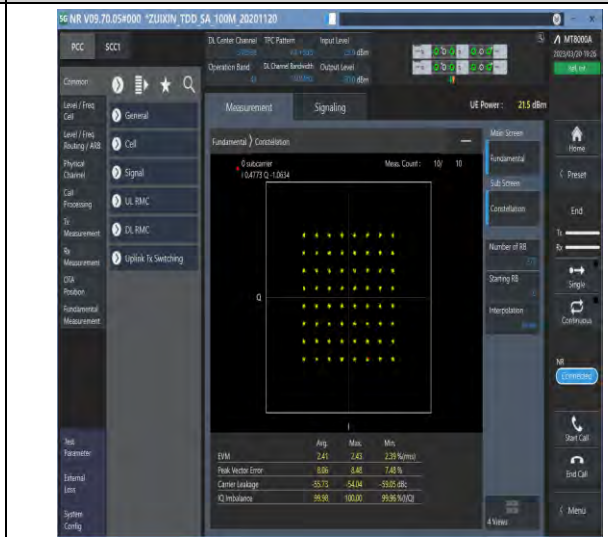 5G NR V09.70.05#000 *ZUIXIN_TDD SA_100M 20201120
PCC
SCC1
DL Center Channel
TPC Pattern
Input Level
dBm
Operation Band
DL Channel Bandwidth
Output Level
dBm
MT8000A
2025/03/20
Common
Level / Freq
Cell
Level / Freq
Routing / ARB
Physical
Channel
Call
Processing
Tx
Measurement
Rx
Measurement
OTA
Position
Fundamental
Measurement
Test
Parameter
External
Loss
System
Config
General
Cell
Signal
UL RMC
DL RMC
Uplink Tx Switching
Measurement
Signaling
UE Power : 21.5 dBm
Fundamental
Constellation
0 subcarrier
I 0.4773 Q -1.0634
Meas. Count : 10/ 10
Q
I
Avg. Max. Min.
EVM 2.41 2.43 2.39 %(rms)
Peak Vector Error 8.06 8.48 7.48 %
Carrier Leakage -55.73 -54.04 -59.05 dBc
IQ Imbalance 99.98 100.00 99.96 %(I/Q)
Main Screen
Fundamental
Sub Screen
Constellation
Number of RB
Starting RB
Interpolation
4 Views
Home
Preset
End
Tx
Rx
Single
Continuous
NR
Connected
Start Call
End Call
Menu